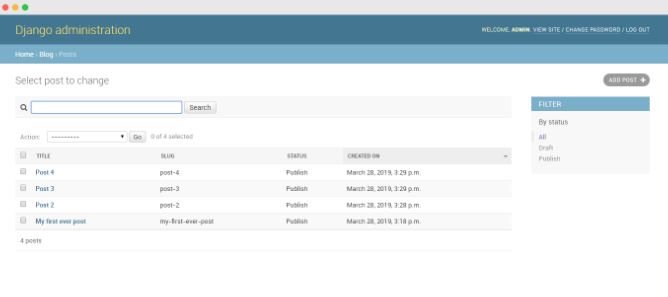 Django administration
WELCOME, ADMIN. VIEW SITE / CHANGE PASSWORD / LOG OUT
Home › Blog › Posts
Select post to change
ADD POST +
Search
FILTER
By status
All
Draft
Publish
Action: --------- Go 0 of 4 selected
TITLE SLUG STATUS CREATED ON
Post 4 post-4 Publish March 28, 2019, 3:29 p.m.
Post 3 post-3 Publish March 28, 2019, 3:29 p.m.
Post 2 post-2 Publish March 28, 2019, 3:28 p.m.
My first ever post my-first-ever-post Publish March 28, 2019, 3:18 p.m.
4 posts